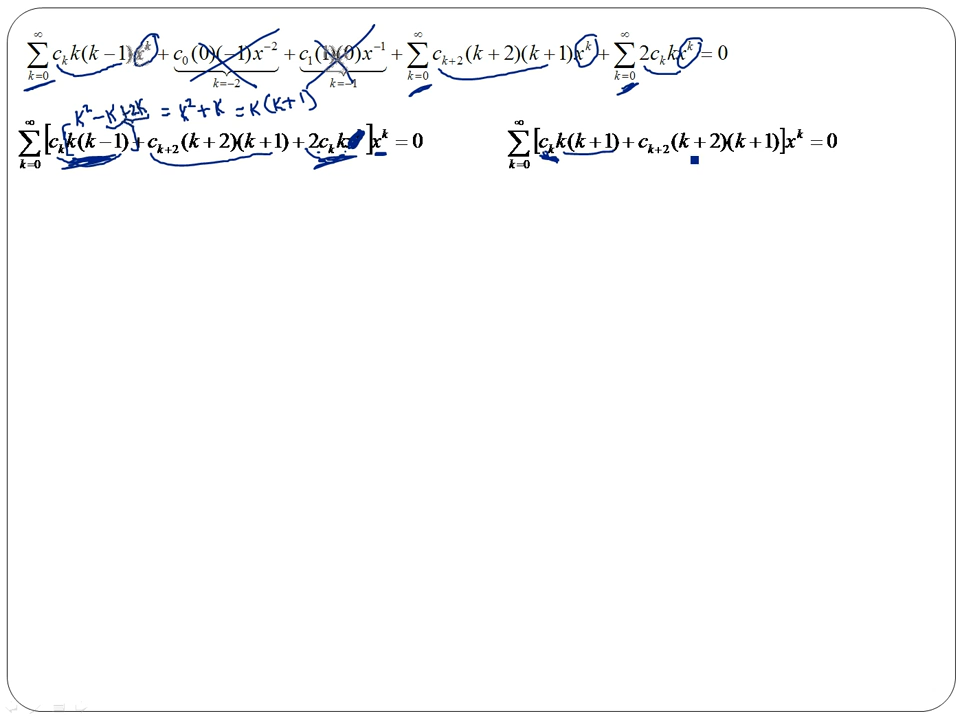 ∑_{k=0}^{∞} c_k k(k−1)x^k + c_0(0)(−1)x^{−2} [k=−2] + c_1(1)(0)x^{−1} [k=−1] + ∑_{k=0}^{∞} c_{k+2}(k+2)(k+1)x^k + ∑_{k=0}^{∞} 2c_k kx^k = 0
k² − k + 2k = k² + k = k(k+1)
∑_{k=0}^{∞} [c_k k(k−1) + c_{k+2}(k+2)(k+1) + 2c_k k]x^k = 0
∑_{k=0}^{∞} [c_k k(k+1) + c_{k+2}(k+2)(k+1)]x^k = 0